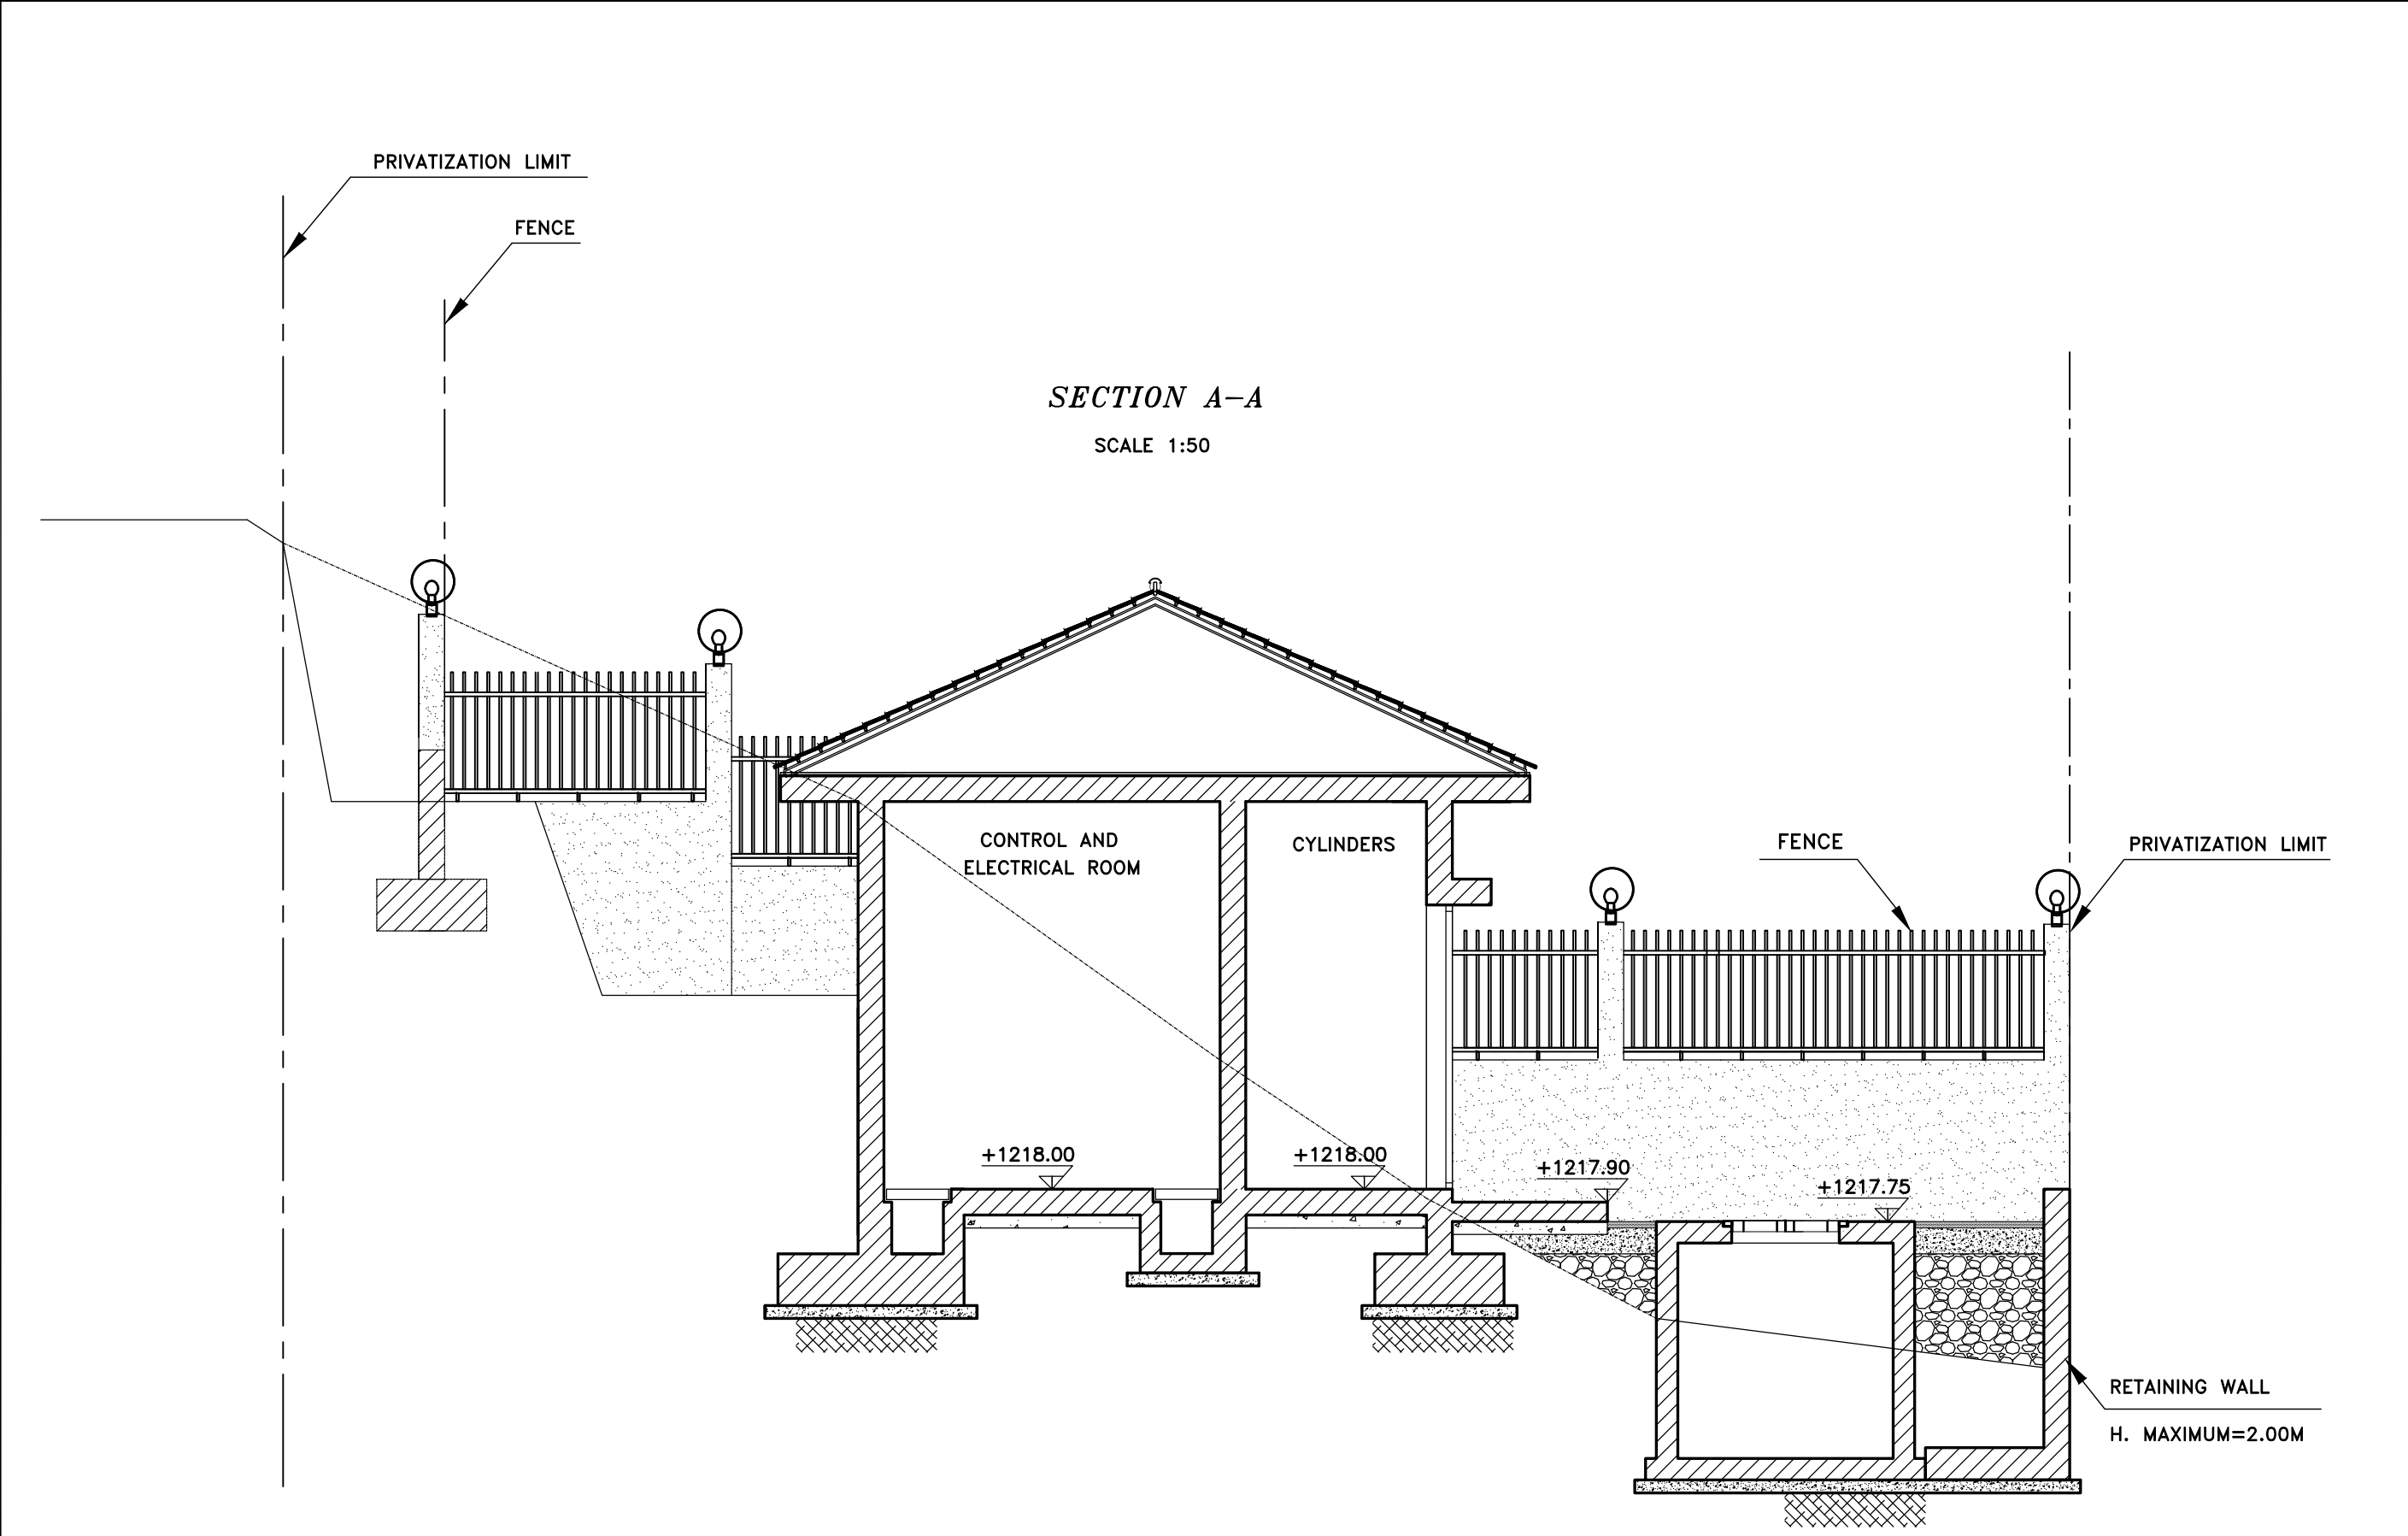 PRIVATIZATION LIMIT
FENCE
SECTION A-A
SCALE 1:50
CONTROL AND
ELECTRICAL ROOM
CYLINDERS
FENCE
PRIVATIZATION LIMIT
+1218.00
+1218.00
+1217.90
+1217.75
RETAINING WALL
H. MAXIMUM=2.00M